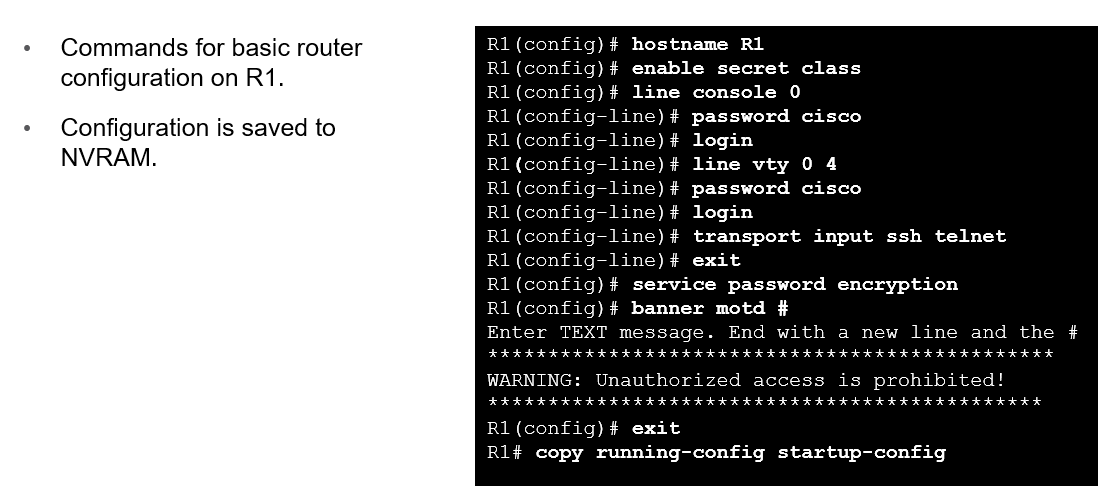 • Commands for basic router
configuration on R1.
• Configuration is saved to
NVRAM.
R1(config)# hostname R1
R1(config)# enable secret class
R1(config)# line console 0
R1(config-line)# password cisco
R1(config-line)# login
R1(config-line)# line vty 0 4
R1(config-line)# password cisco
R1(config-line)# login
R1(config-line)# transport input ssh telnet
R1(config-line)# exit
R1(config)# service password encryption
R1(config)# banner motd #
Enter TEXT message. End with a new line and the #
***********************************************
WARNING: Unauthorized access is prohibited!
**********************************************
R1(config)# exit
R1# copy running-config startup-config